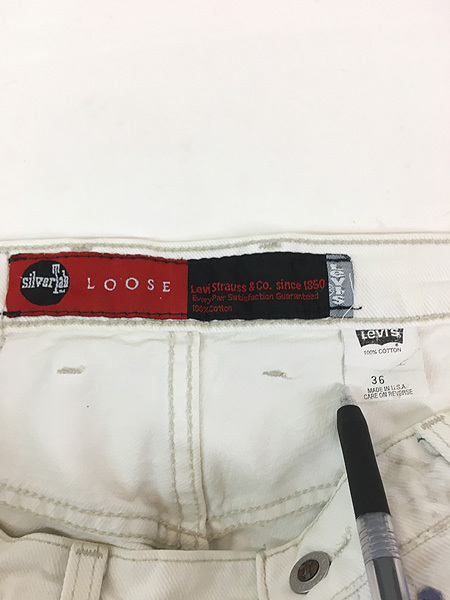 silverTab
LOOSE
Levi Strauss & Co. since 1850
Every Pair Satisfaction Guaranteed
100% Cotton
LEVI'S
Levi's
100% COTTON
36
MADE IN U.S.A.
CARE ON REVERSE